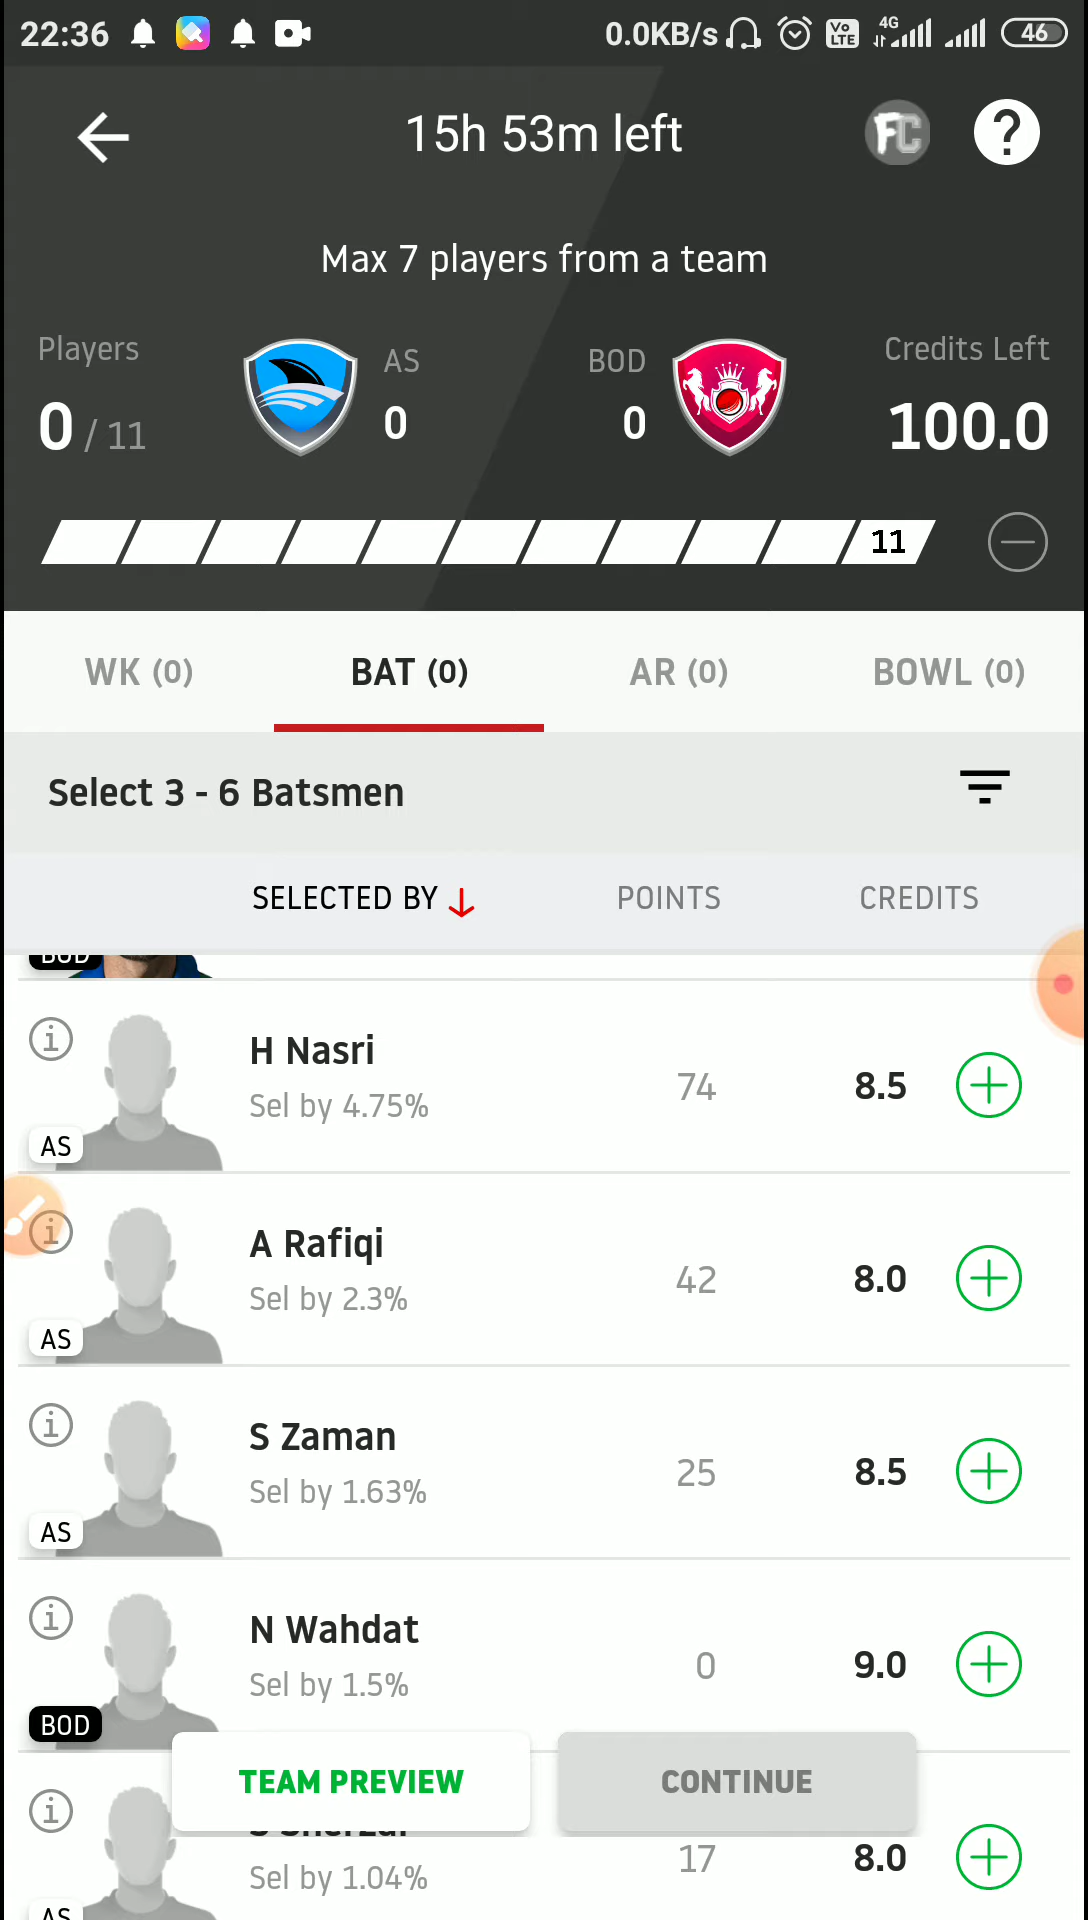 22:36 0.0KB/s Vo LTE 4G 46
15h 53m left FC ?
Max 7 players from a team
Players AS BOD Credits Left
0 / 11 0 0 100.0
11
WK (0) BAT (0) AR (0) BOWL (0)
Select 3 - 6 Batsmen
SELECTED BY POINTS CREDITS
BOD
H Nasri
Sel by 4.75% 74 8.5
AS
A Rafiqi
Sel by 2.3% 42 8.0
AS
S Zaman
Sel by 1.63% 25 8.5
AS
N Wahdat
Sel by 1.5% 0 9.0
BOD
TEAM PREVIEW CONTINUE
Sel by 1.04% 17 8.0
AS